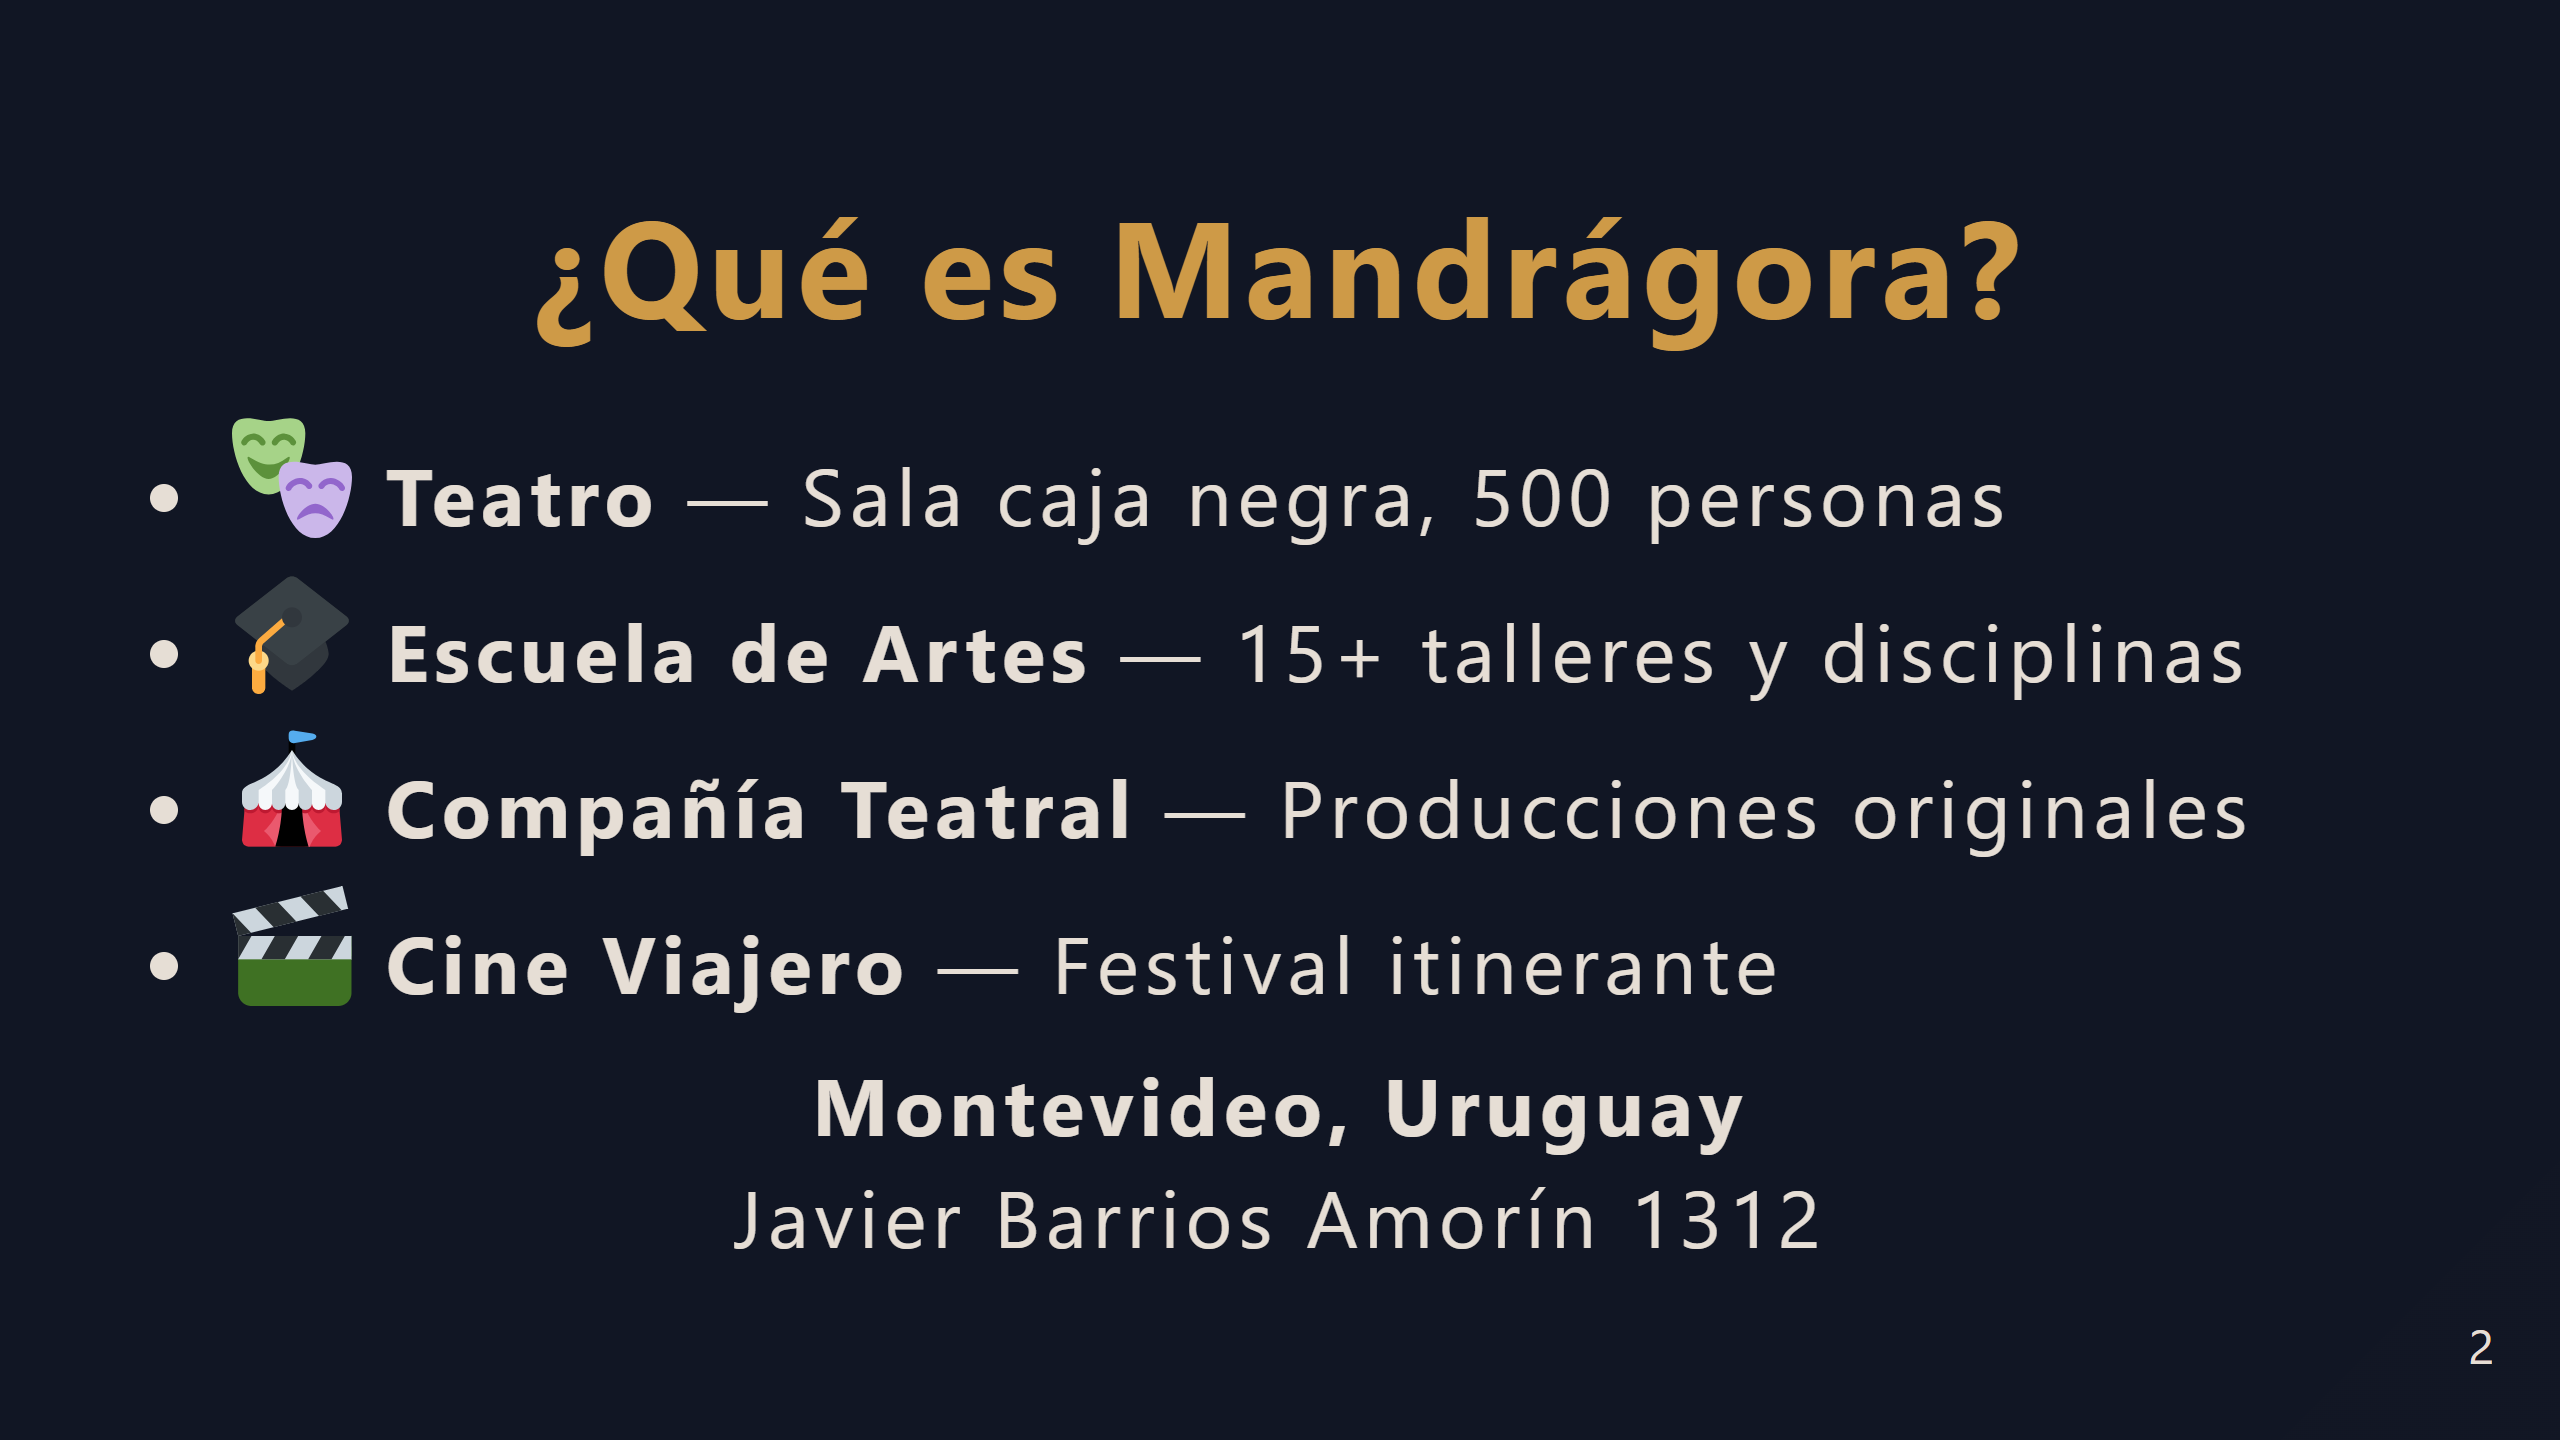 ¿Qué es Mandrágora?
• Teatro — Sala caja negra, 500 personas
• Escuela de Artes — 15+ talleres y disciplinas
• Compañía Teatral — Producciones originales
• Cine Viajero — Festival itinerante
Montevideo, Uruguay
Javier Barrios Amorín 1312
2